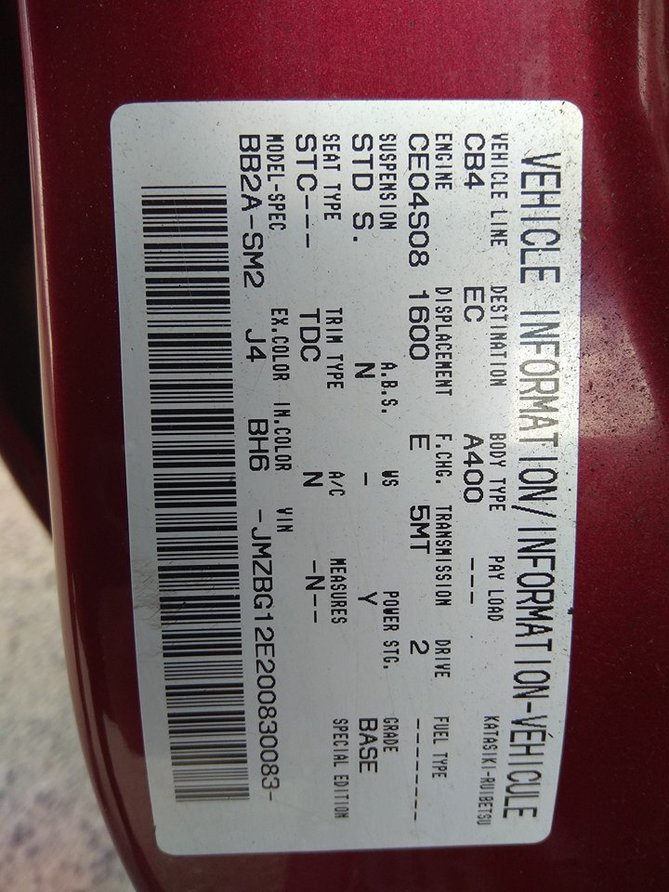 VEHICLE INFORMATION/INFORMATION-VÉHICULE
VEHICLE LINE DESTINATION BODY TYPE PAY LOAD KATASIKI-RUIBETSU
CB4 EC A400 ---
ENGINE DISPLACEMENT F.CHG. TRANSMISSION DRIVE FUEL TYPE
CE04S08 1600 E 5MT 2 --------
SUSPENSION A.B.S. WS POWER STG. GRADE
STD S. N - Y BASE
SEAT TYPE TRIM TYPE A/C MEASURES SPECIAL EDITION
STC--- TDC N -N--
MODEL-SPEC EX.COLOR IN.COLOR VIN
BB2A-SM2 J4 BH6 -JMZBG12E200830083-